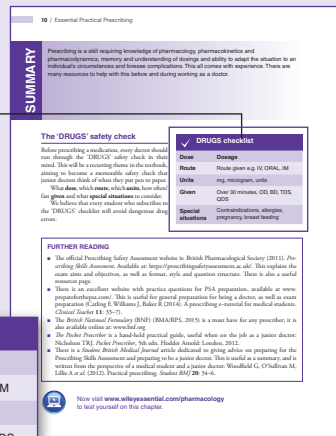 10 / Essential Practical Prescribing
SUMMARY
Prescribing is a skill requiring knowledge of pharmacology, pharmacokinetics and
pharmacodynamics, memory and understanding of dosings and ability to adapt the situation to an
individual's circumstances and foresee complications. This all comes with experience. There are
many resources to help with this before and during working as a doctor.
The 'DRUGS' safety check
Before prescribing a medication, every doctor should
run through the 'DRUGS' safety check in their
mind. This will be a recurring theme in the textbook,
aiming to become a memorable safety check that
junior doctors think of when they put pen to paper.
What dose, which route, which units, how often/
fast given and what special situations to consider.
We believe that every student who subscribes to
the 'DRUGS' checklist will avoid dangerous drug
errors.
DRUGS checklist
Dose Dosage
Route Route given e.g. IV, ORAL, IM
Units mg, microgram, units
Given Over 30 minutes, OD, BD, TDS,
QDS
Special Contraindications, allergies,
situations pregnancy, breast feeding
FURTHER READING
■ The official Prescribing Safety Assessment website is: British Pharmacological Society (2011). Pre-
scribing Skills Assessment. Available at: https://prescribingsafetyassessment.ac.uk/. This explains the
exam aims and objectives, as well as format, style and question structure. There is also a useful
resources page.
■ There is an excellent website with practice questions for PSA preparation, available at www.
prepareforthepsa.com/. This is useful for general preparation for being a doctor, as well as exam
preparation (Carling F, Williams J, Baker R (2014) A prescribing e-tutorial for medical students.
Clinical Teacher 11: 33–7).
■ The British National Formulary (BNF) (BMA/RPS, 2015) is a must have for any prescriber; it is
also available online at: www.bnf.org
■ The Pocket Prescriber is a hand-held practical guide, useful when on the job as a junior doctor:
Nicholson TRJ. Pocket Prescriber, 5th edn. Hodder Arnold: London, 2012.
■ There is a Student British Medical Journal article dedicated to giving advice on preparing for the
Prescribing Skills Assessment and preparing to be a junior doctor. This is useful as a summary, and is
written from the perspective of a medical student and a junior doctor: Woodfield G, O'Sullivan M,
Lillie A et al. (2012). Practical prescribing. Student BMJ 20: 34–6.
Now visit www.wileyessential.com/pharmacology
to test yourself on this chapter.
M